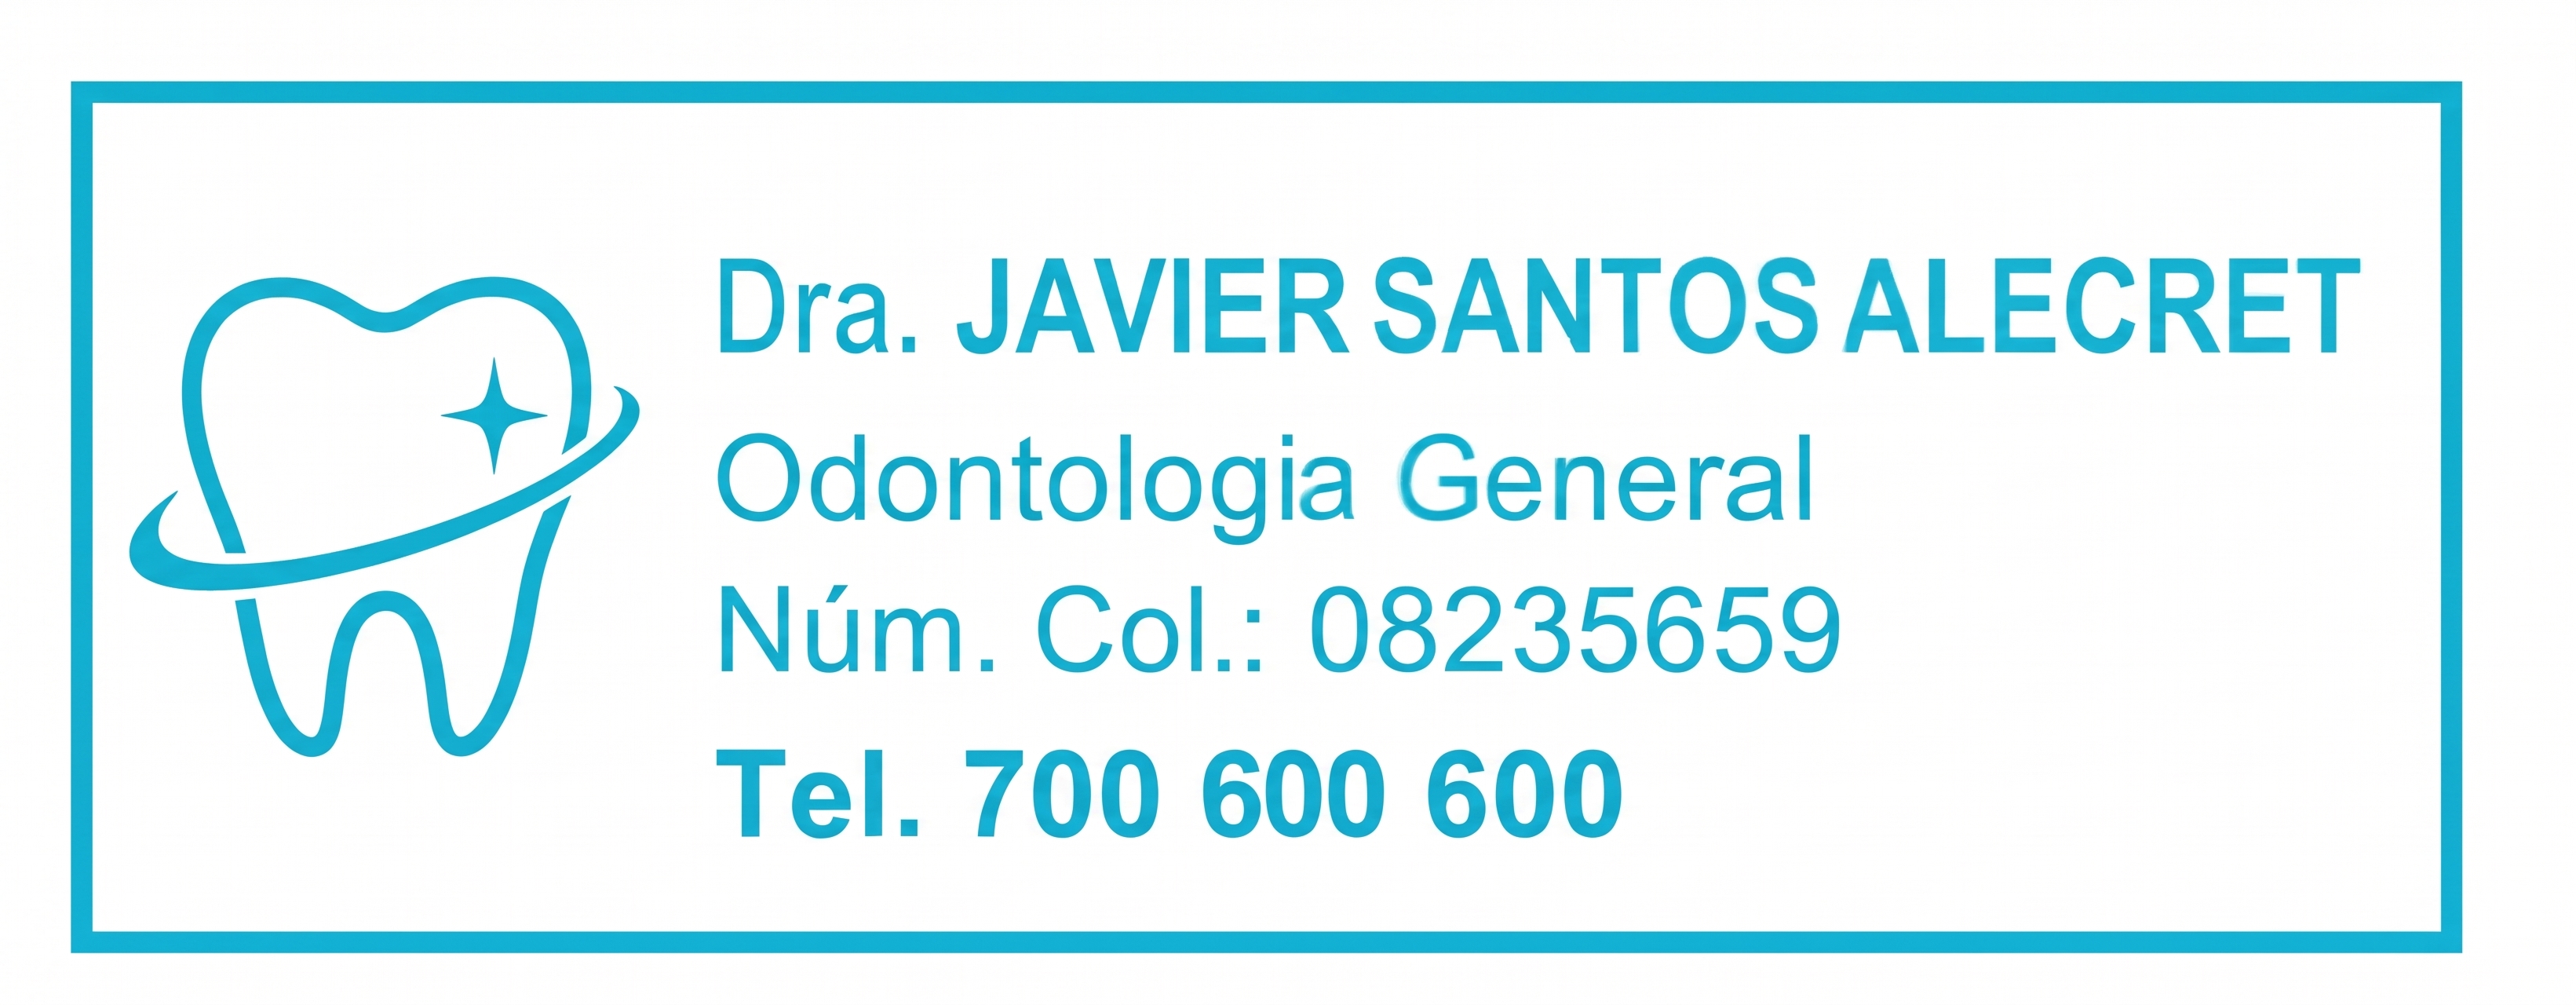 Dra. JAVIER SANTOS ALECRET
Odontologia General
Núm. Col.: 08235659
Tel. 700 600 600